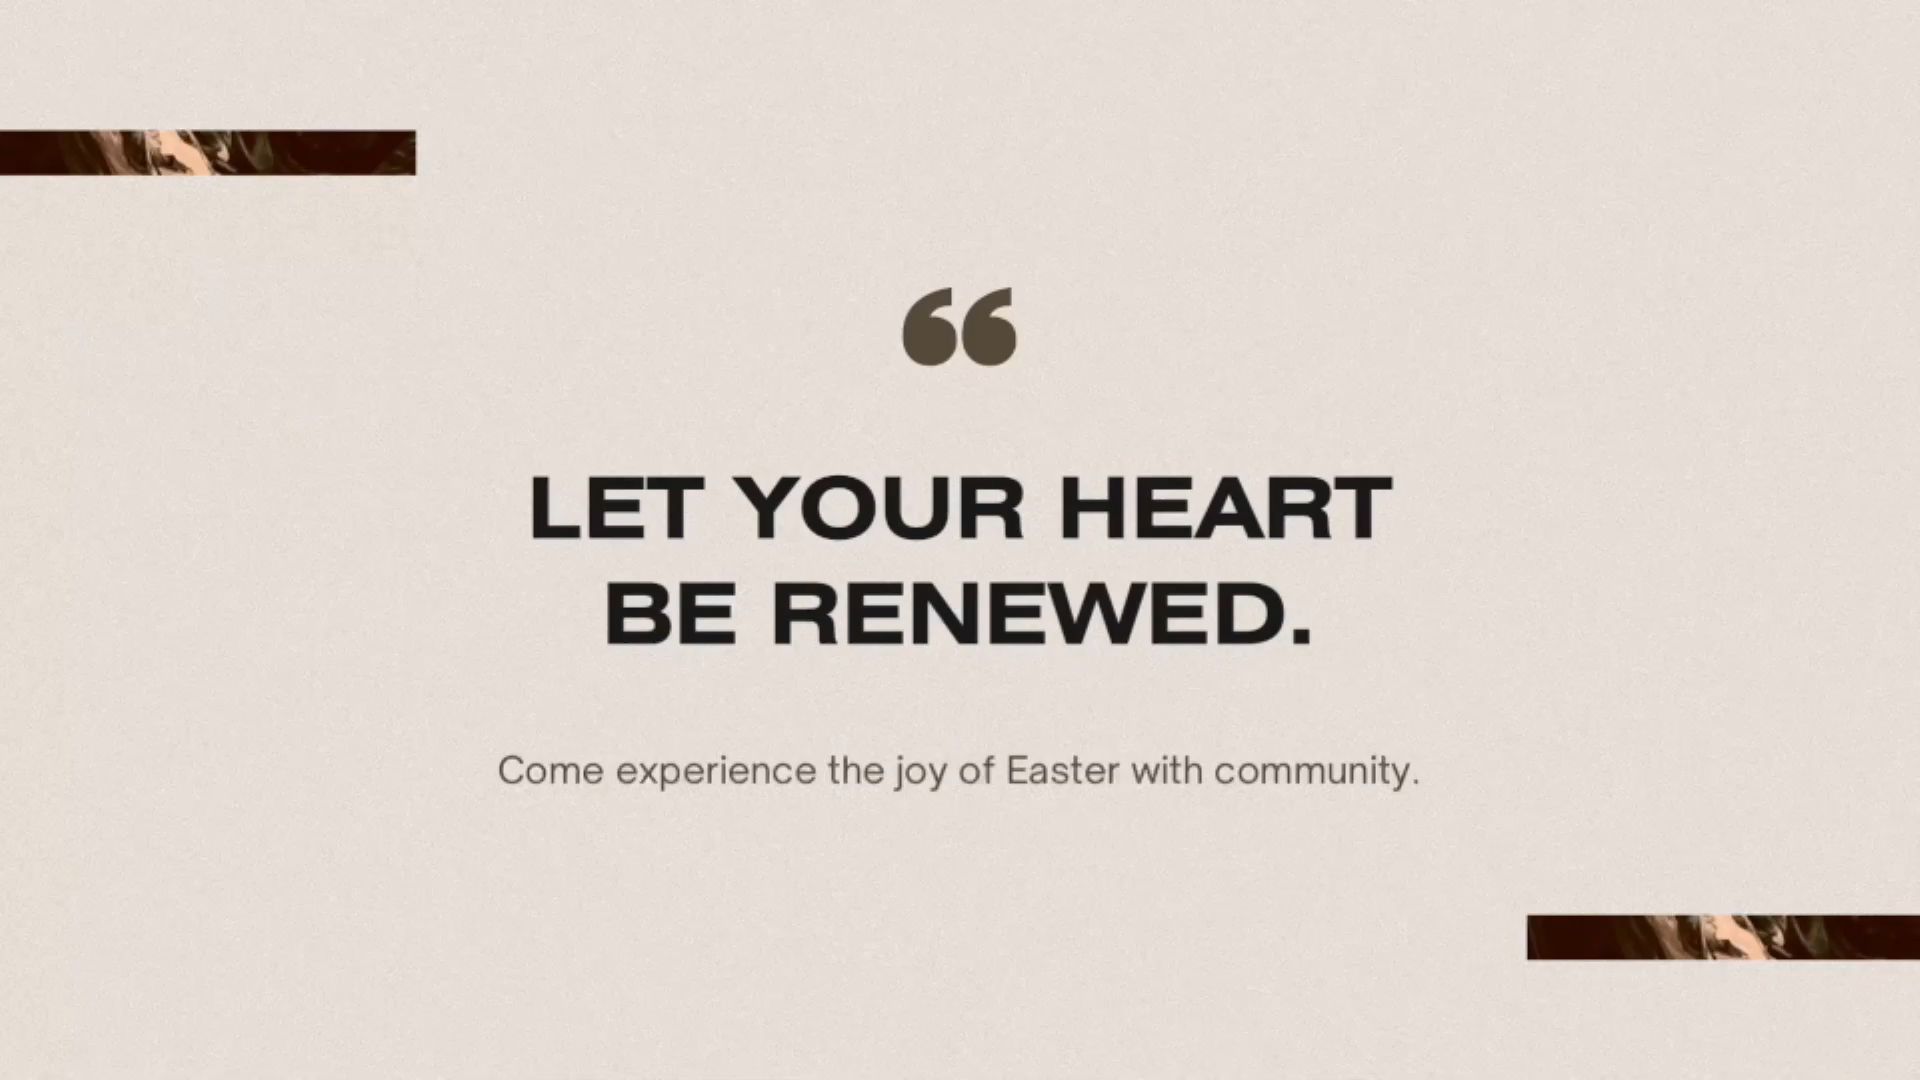 “
LET YOUR HEART
BE RENEWED.
Come experience the joy of Easter with community.